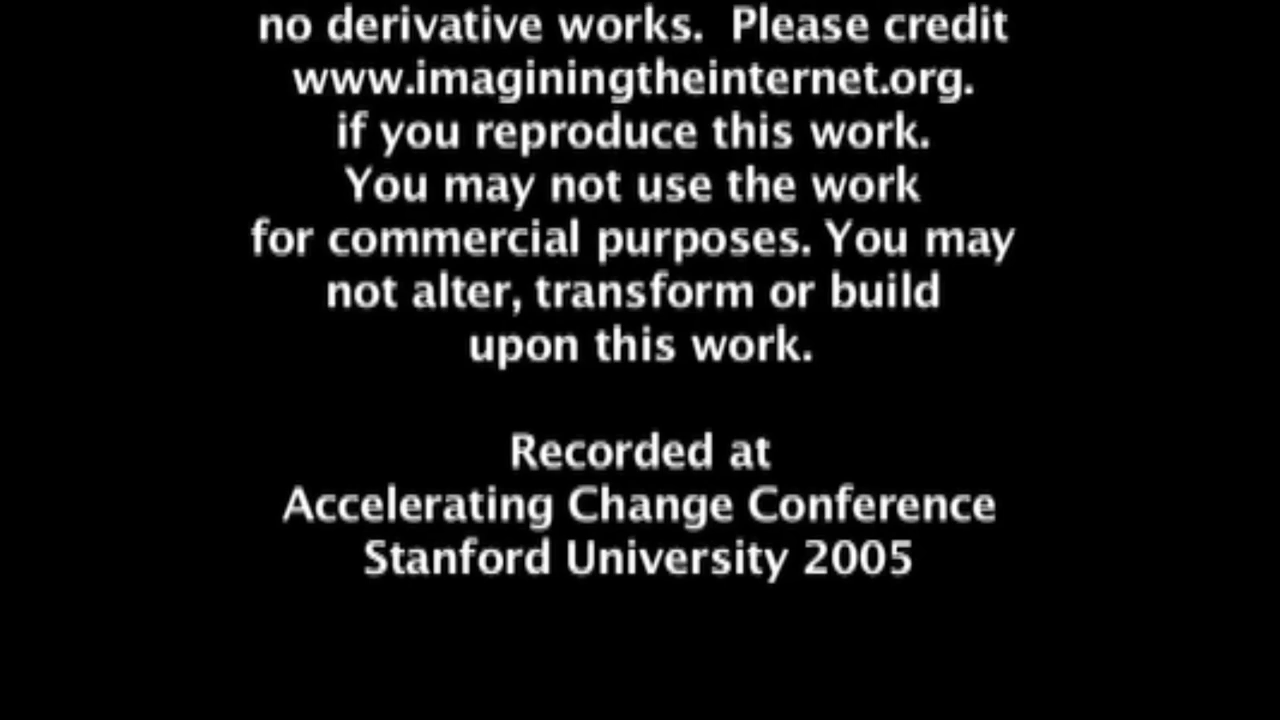 no derivative works.  Please credit
www.imaginingtheinternet.org.
if you reproduce this work.
You may not use the work
for commercial purposes. You may
not alter, transform or build
upon this work.
Recorded at
Accelerating Change Conference
Stanford University 2005